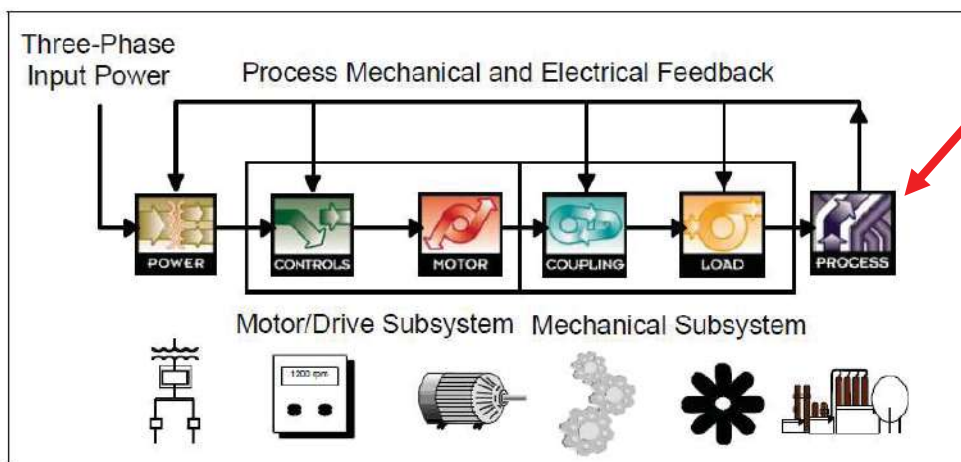 Three-Phase
Input Power
Process Mechanical and Electrical Feedback
POWER
CONTROLS
MOTOR
COUPLING
LOAD
PROCESS
Motor/Drive Subsystem
Mechanical Subsystem
1200 rpm